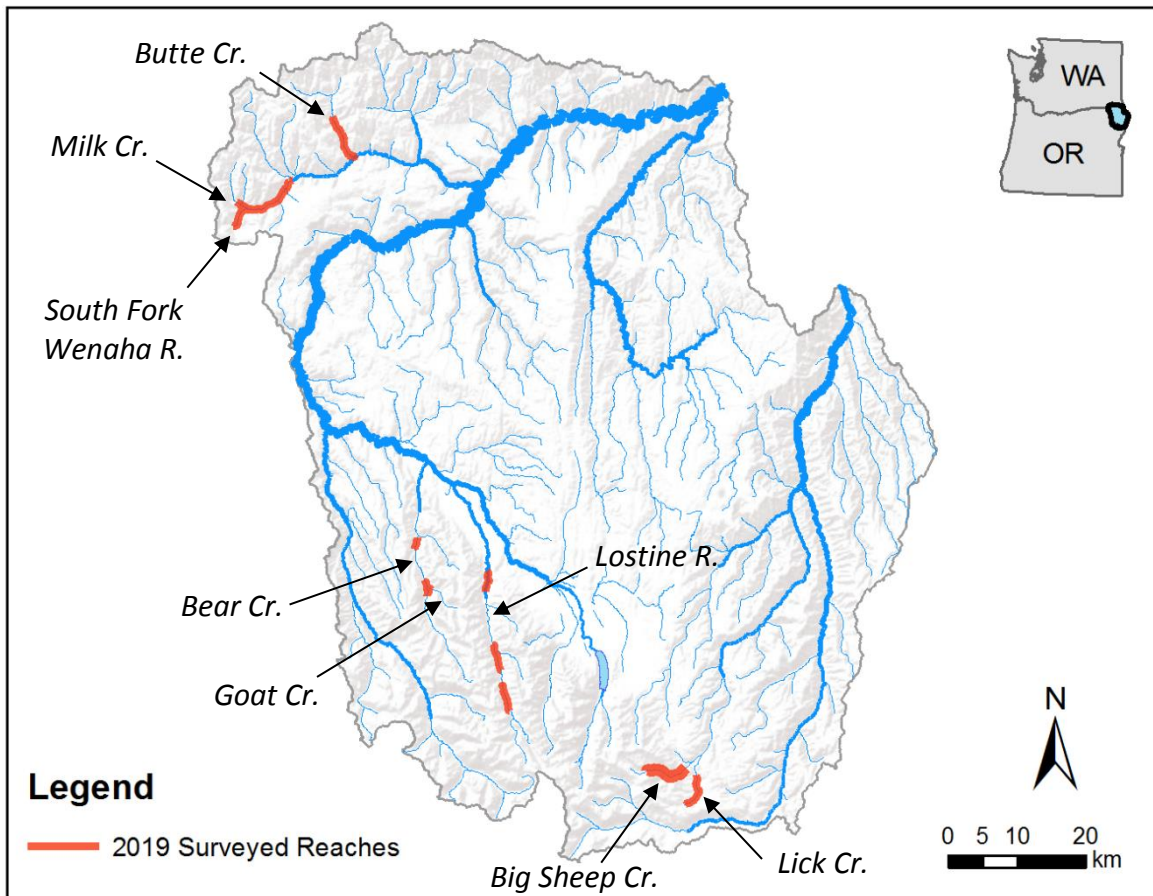 Butte Cr.
WA
OR
Milk Cr.
South Fork
Wenaha R.
Lostine R.
Bear Cr.
Goat Cr.
N
Legend
2019 Surveyed Reaches
0 5 10 20
km
Big Sheep Cr.
Lick Cr.